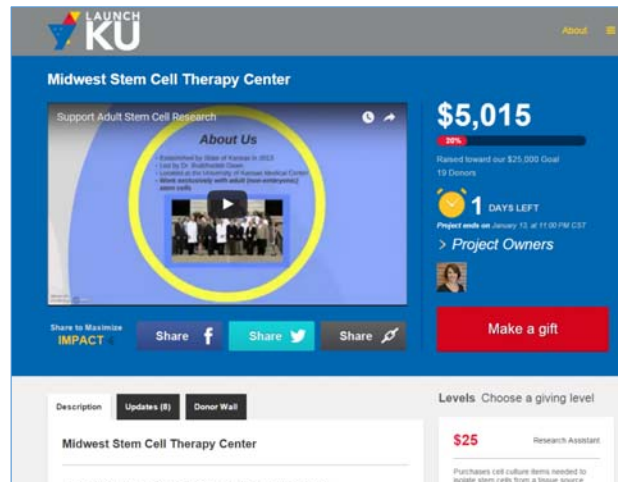 LAUNCH
KU
About
Midwest Stem Cell Therapy Center
Support Adult Stem Cell Research
About Us
Established by State of Kansas in 2013
Led by Dr.
Located at the University of Kansas Medical Center
Work exclusively with adult (non-embryonic)
stem cells
$5,015
20%
Raised toward our $25,000 Goal
19 Donors
1 DAYS LEFT
Project ends on January 13, at 11:00 PM CST
> Project Owners
Make a gift
Share to Maximize
IMPACT
Share
Share
Share
Description
Updates (8)
Donor Wall
Midwest Stem Cell Therapy Center
Levels Choose a giving level
$25
Research Assistant
Purchases cell culture items needed to
isolate stem cells from a tissue source